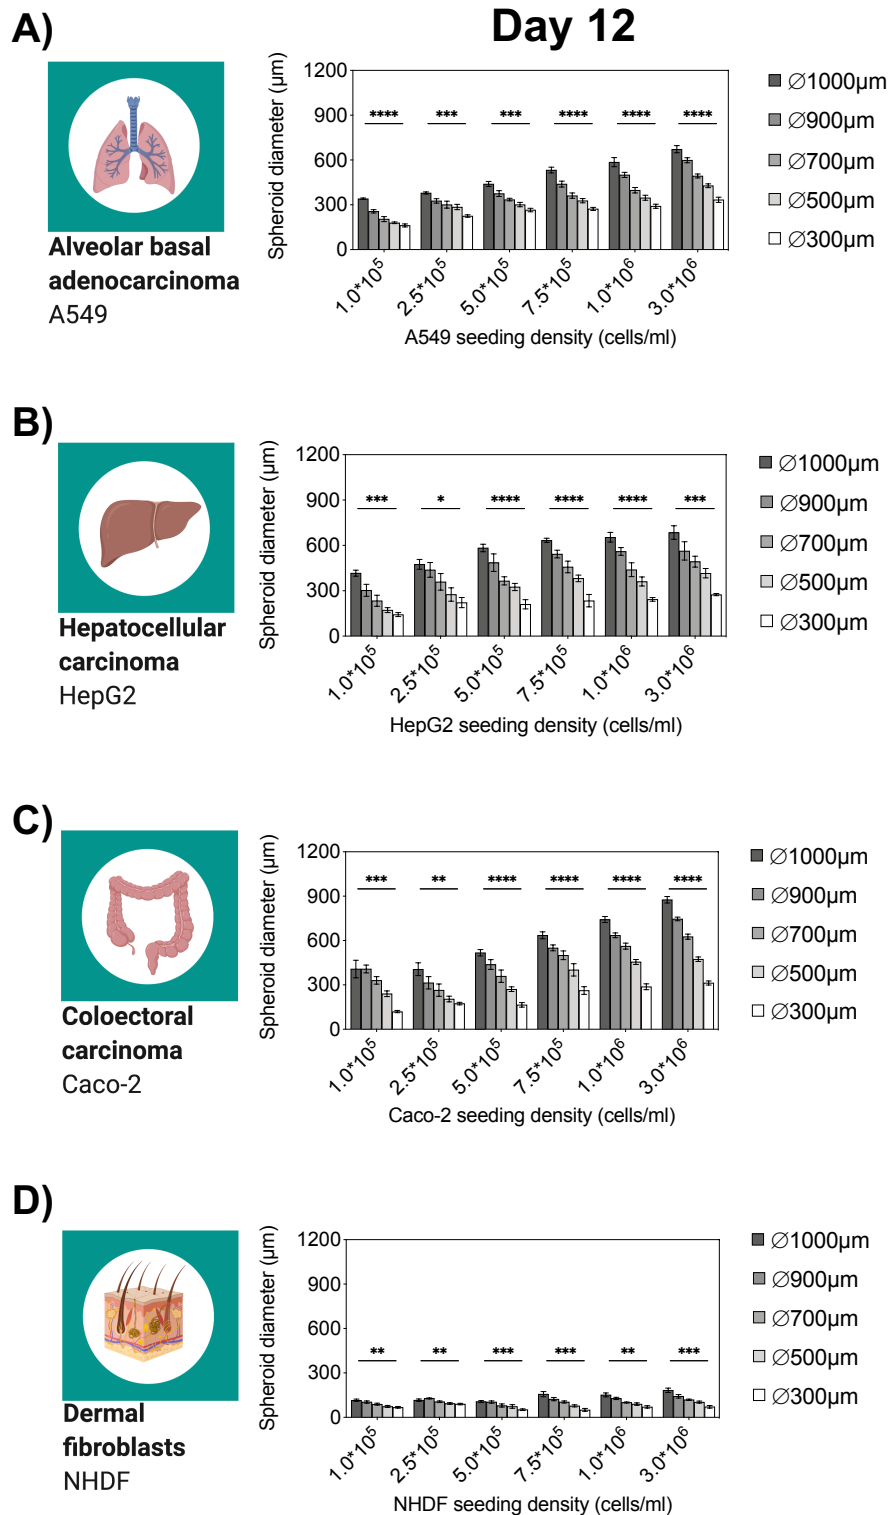 A)
Day 12
Alveolar basal
adenocarcinoma
A549
Spheroid diameter (µm)
1200
900
600
300
0
**** *** *** **** **** ****
1.0*10^5 2.5*10^5 5.0*10^5 7.5*10^5 1.0*10^6 3.0*10^6
A549 seeding density (cells/ml)
∅1000µm
∅900µm
∅700µm
∅500µm
∅300µm
B)
Hepatocellular
carcinoma
HepG2
Spheroid diameter (µm)
1200
900
600
300
0
*** * **** **** **** ***
1.0*10^5 2.5*10^5 5.0*10^5 7.5*10^5 1.0*10^6 3.0*10^6
HepG2 seeding density (cells/ml)
∅1000µm
∅900µm
∅700µm
∅500µm
∅300µm
C)
Coloectoral
carcinoma
Caco-2
Spheroid diameter (µm)
1200
900
600
300
0
*** ** **** **** **** ****
1.0*10^5 2.5*10^5 5.0*10^5 7.5*10^5 1.0*10^6 3.0*10^6
Caco-2 seeding density (cells/ml)
∅1000µm
∅900µm
∅700µm
∅500µm
∅300µm
D)
Dermal
fibroblasts
NHDF
Spheroid diameter (µm)
1200
900
600
300
0
** ** *** *** ** ***
1.0*10^5 2.5*10^5 5.0*10^5 7.5*10^5 1.0*10^6 3.0*10^6
NHDF seeding density (cells/ml)
∅1000µm
∅900µm
∅700µm
∅500µm
∅300µm